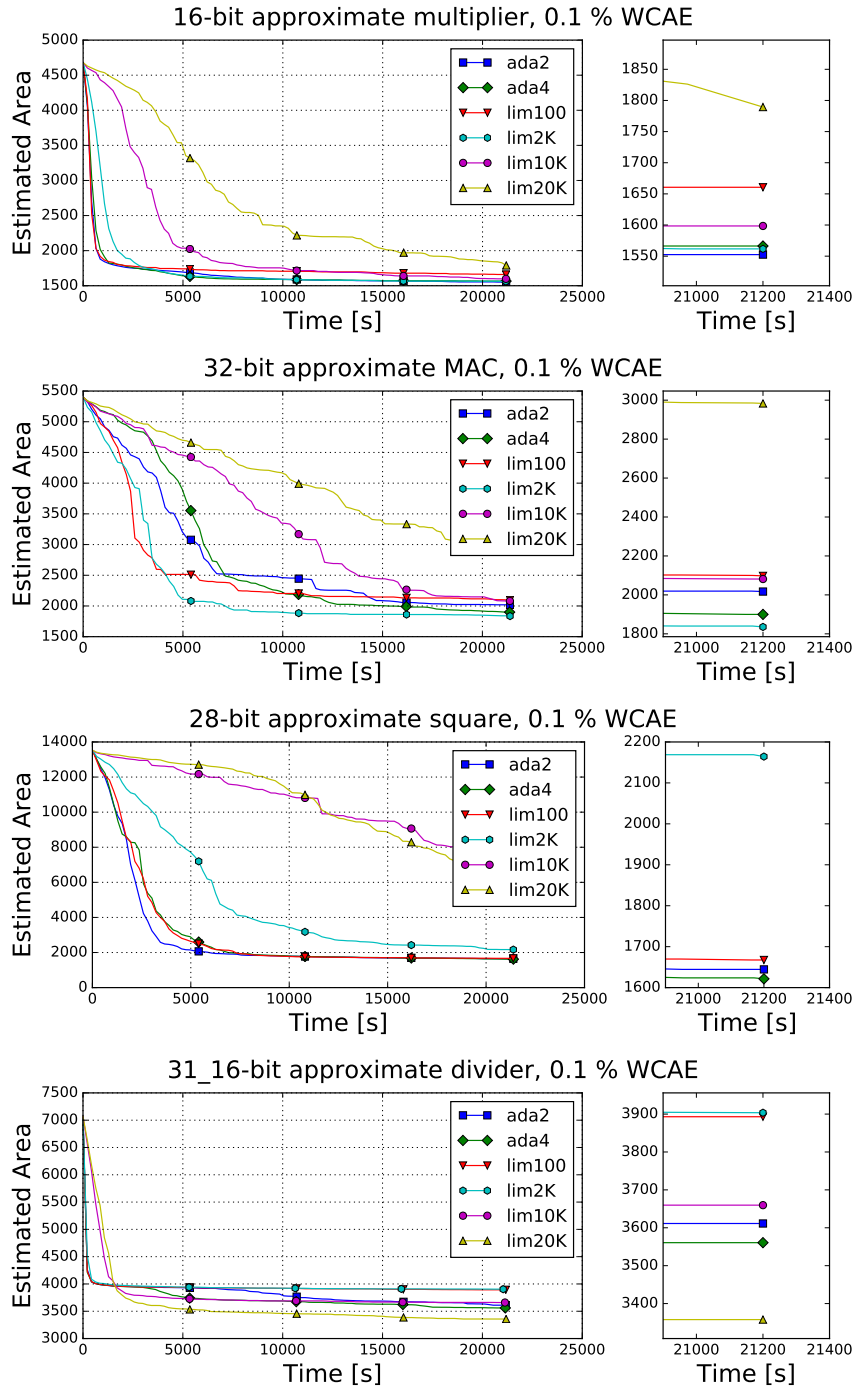 16-bit approximate multiplier, 0.1 % WCAE
Estimated Area
5000
4500
4000
3500
3000
2500
2000
1500
0
5000
10000
15000
20000
25000
Time [s]
ada2
ada4
lim100
lim2K
lim10K
lim20K
1850
1800
1750
1700
1650
1600
1550
21000
21200
21400
Time [s]
32-bit approximate MAC, 0.1 % WCAE
Estimated Area
5500
5000
4500
4000
3500
3000
2500
2000
1500
0
5000
10000
15000
20000
25000
Time [s]
ada2
ada4
lim100
lim2K
lim10K
lim20K
3000
2800
2600
2400
2200
2000
1800
21000
21200
21400
Time [s]
28-bit approximate square, 0.1 % WCAE
Estimated Area
14000
12000
10000
8000
6000
4000
2000
0
0
5000
10000
15000
20000
25000
Time [s]
ada2
ada4
lim100
lim2K
lim10K
lim20K
2200
2100
2000
1900
1800
1700
1600
21000
21200
21400
Time [s]
31_16-bit approximate divider, 0.1 % WCAE
Estimated Area
7500
7000
6500
6000
5500
5000
4500
4000
3500
3000
0
5000
10000
15000
20000
25000
Time [s]
ada2
ada4
lim100
lim2K
lim10K
lim20K
3900
3800
3700
3600
3500
3400
21000
21200
21400
Time [s]